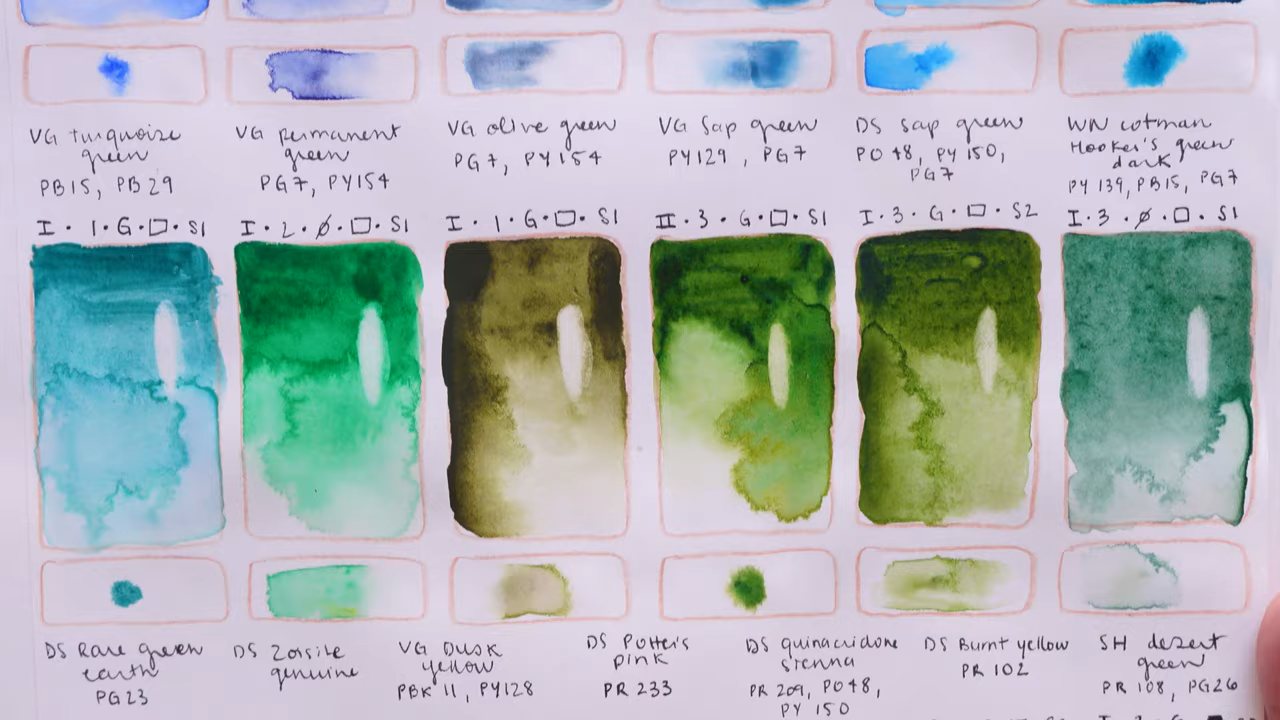 VG turquoise
green
PB15, PB29
I · 1 · G · □ · S1
VG permanent
green
PG7, PY154
I · 2 · ø · □ · S1
VG olive green
PG7, PY154
I · 1 · G · □ · S1
VG Sap green
PY129, PG7
II · 3 · G · □ · S1
DS sap green
PO48, PY150,
PG7
I · 3 · G · □ · S2
WN cotman
Hooker's green
dark
PY139, PB15, PG7
I · 3 · ø · □ · S1
DS Rare green
earth
PG23
DS Zoisite
genuine
VG Dusk
yellow
PBK 11, PY128
DS Potter's
pink
PR 233
DS quinacridone
sienna
PR 209, PO48,
PY 150
DS Burnt yellow
PR 102
SH desert
green
PR 108, PG26